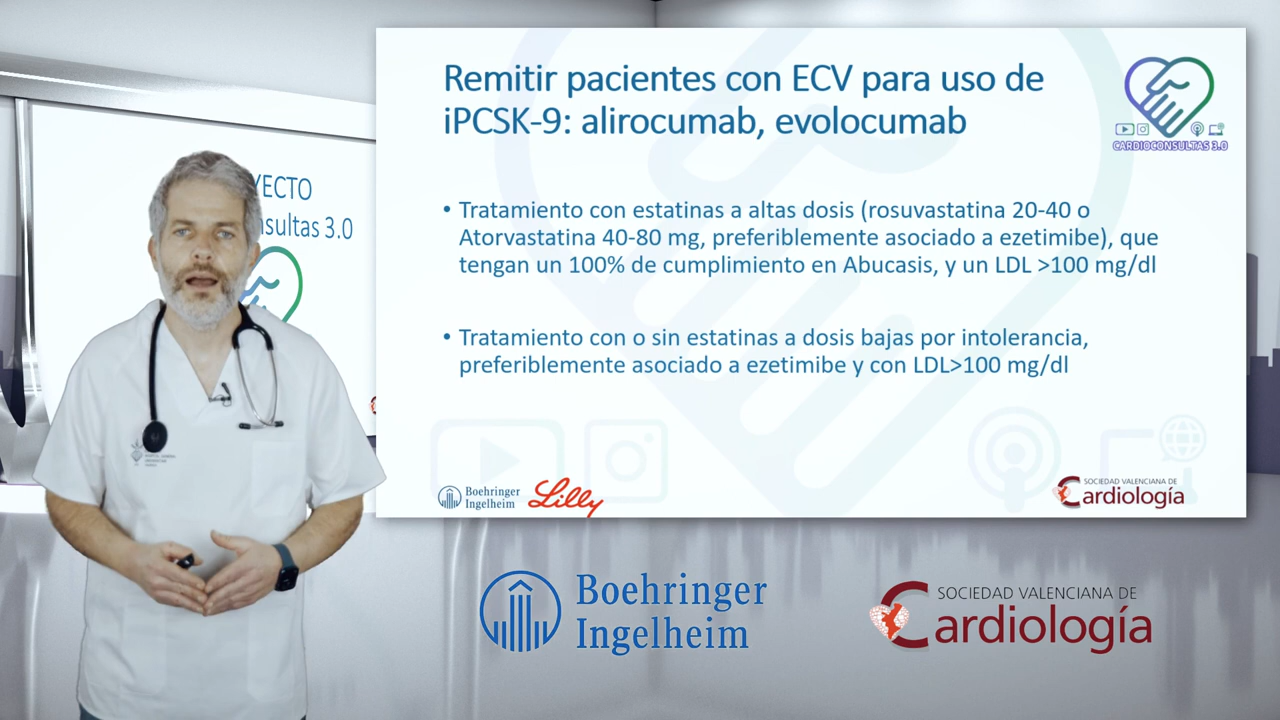 Remitir pacientes con ECV para uso de
iPCSK-9: alirocumab, evolocumab
CARDIOCONSULTAS 3.0
• Tratamiento con estatinas a altas dosis (rosuvastatina 20-40 o
Atorvastatina 40-80 mg, preferiblemente asociado a ezetimibe), que
tengan un 100% de cumplimiento en Abucasis, y un LDL >100 mg/dl
• Tratamiento con o sin estatinas a dosis bajas por intolerancia,
preferiblemente asociado a ezetimibe y con LDL>100 mg/dl
Boehringer
Ingelheim
Lilly
SOCIEDAD VALENCIANA DE
Cardiología
YECTO
nsultas 3.0
Boehringer
Ingelheim
SOCIEDAD VALENCIANA DE
Cardiología